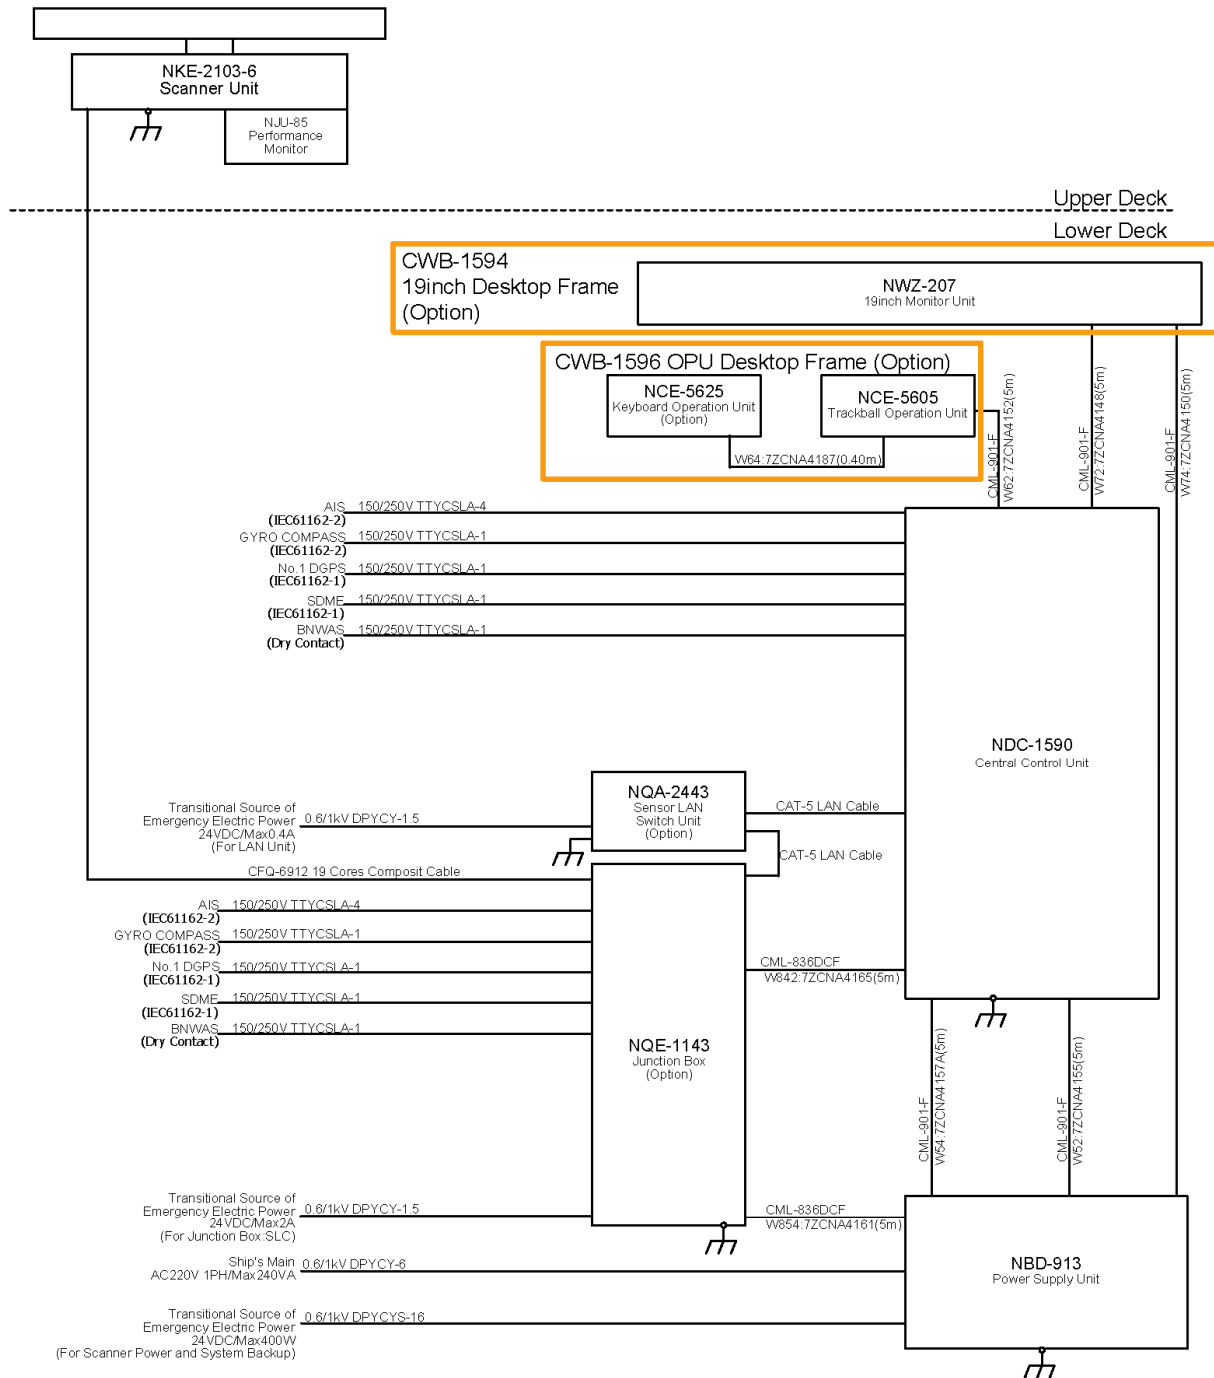 NKE-2103-6
Scanner Unit
NJU-85
Performance
Monitor
Upper Deck
Lower Deck
CWB-1594
19inch Desktop Frame
(Option)
NWZ-207
19inch Monitor Unit
CWB-1596 OPU Desktop Frame (Option)
NCE-5625
Keyboard Operation Unit
(Option)
NCE-5605
Trackball Operation Unit
W64:7ZCNA4187(0.40m)
CML-901-F
W62:7ZCNA4152(5m)
CML-901-F
W72:7ZCNA4148(5m)
CML-901-F
W74:7ZCNA4150(5m)
AIS 150/250V TTYCSLA-4
(IEC61162-2)
GYRO COMPASS 150/250V TTYCSLA-1
(IEC61162-2)
No.1 DGPS 150/250V TTYCSLA-1
(IEC61162-1)
SDME 150/250V TTYCSLA-1
(IEC61162-1)
BNWAS 150/250V TTYCSLA-1
(Dry Contact)
NDC-1590
Central Control Unit
NQA-2443
Sensor LAN
Switch Unit
(Option)
CAT-5 LAN Cable
CAT-5 LAN Cable
Transitional Source of
Emergency Electric Power 0.6/1kV DPYCY-1.5
24VDC/Max0.4A
(For LAN Unit)
CFQ-6912 19 Cores Composit Cable
AIS 150/250V TTYCSLA-4
(IEC61162-2)
GYRO COMPASS 150/250V TTYCSLA-1
(IEC61162-2)
No.1 DGPS 150/250V TTYCSLA-1
(IEC61162-1)
SDME 150/250V TTYCSLA-1
(IEC61162-1)
BNWAS 150/250V TTYCSLA-1
(Dry Contact)
CML-836DCF
W842:7ZCNA4165(5m)
NQE-1143
Junction Box
(Option)
CML-901-F
W54:7ZCNA4157A(5m)
CML-901-F
W52:7ZCNA4155(5m)
Transitional Source of
Emergency Electric Power 0.6/1kV DPYCY-1.5
24VDC/Max2A
(For Junction Box:SLC)
CML-836DCF
W854:7ZCNA4161(5m)
Ship's Main 0.6/1kV DPYCY-6
AC220V 1PH/Max240VA
NBD-913
Power Supply Unit
Transitional Source of
Emergency Electric Power 0.6/1kV DPYCYS-16
24VDC/Max400W
(For Scanner Power and System Backup)